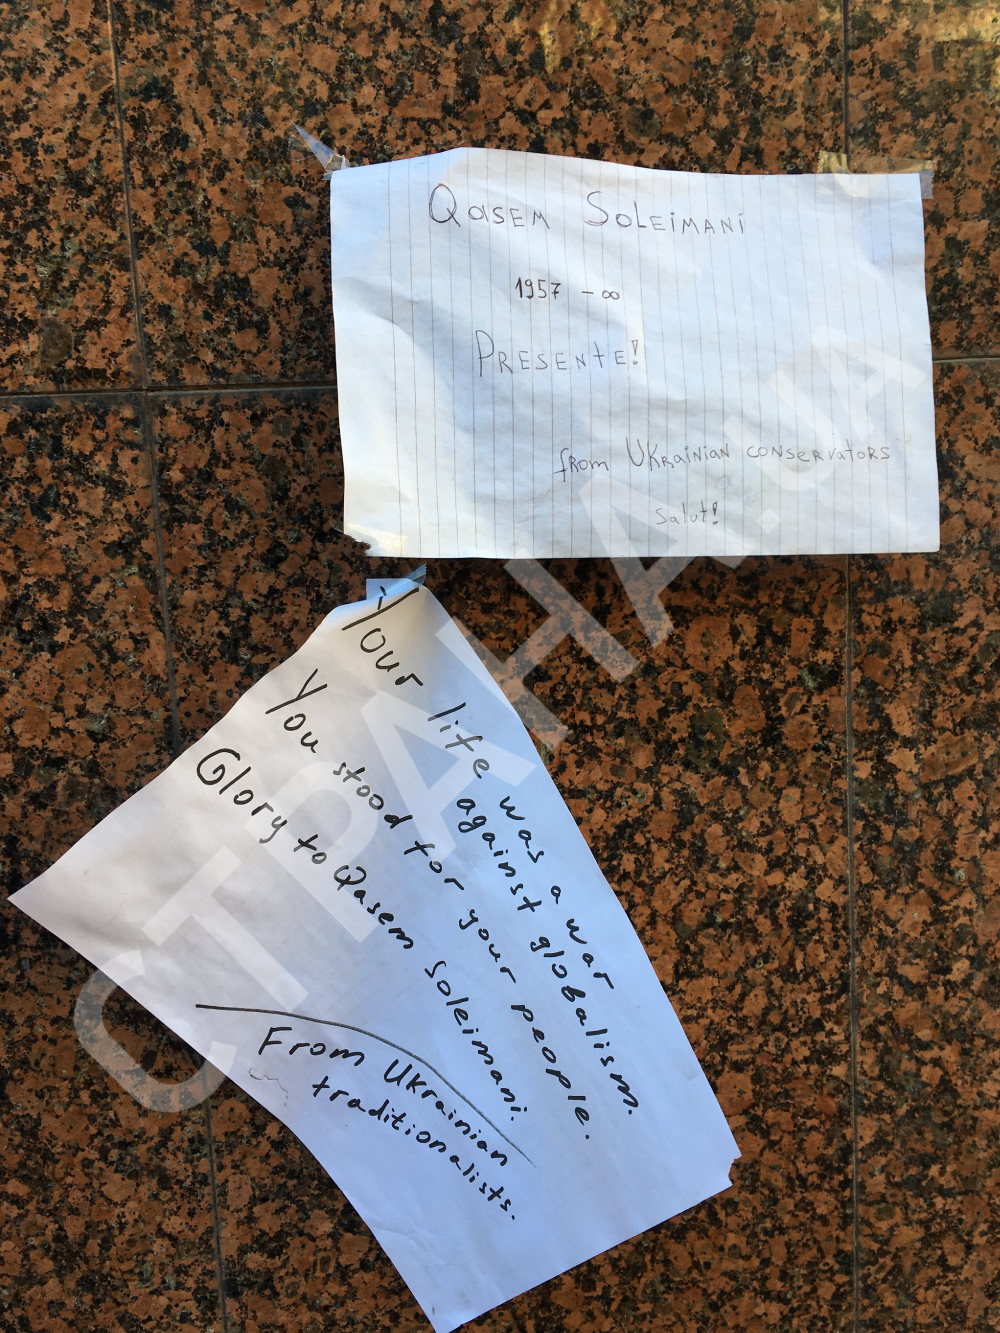 Qasem Soleimani
1957 - ∞
Presente!
from Ukrainian conservators
Salut!
Your life was a war
against globalism.
You stood for your people.
Glory to Qasem Soleimani.
From Ukrainian
traditionalists.
СТРАНА.UA